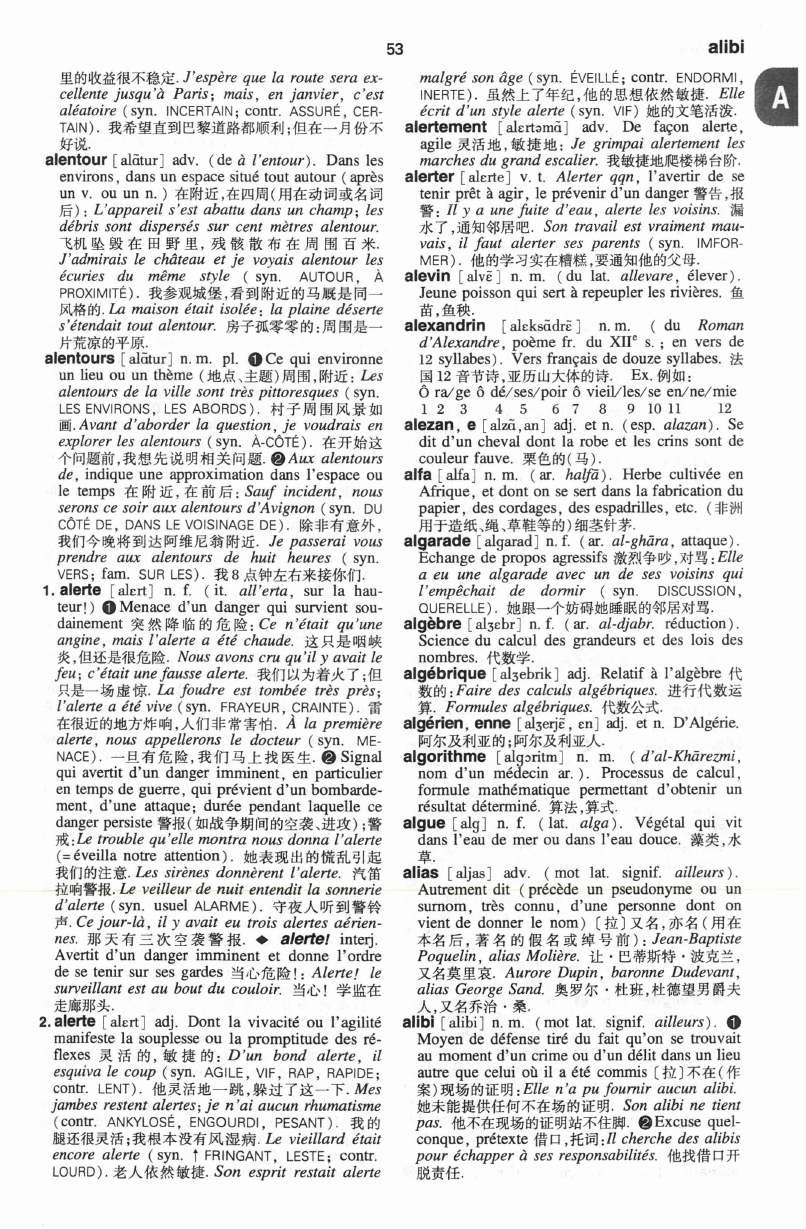 53
alibi
A
里的收益很不稳定. J'espère que la route sera ex-
cellente jusqu'à Paris; mais, en janvier, c'est
aléatoire (syn. INCERTAIN; contr. ASSURÉ, CER-
TAIN). 我希望直到巴黎道路都顺利;但在一月份不
好说.
alentour [alɑ̃tur] adv. (de à l'entour). Dans les
environs, dans un espace situé tout autour (après
un v. ou un n.) 在附近,在四周(用在动词或名词
后): L'appareil s'est abattu dans un champ; les
débris sont dispersés sur cent mètres alentour.
飞机坠毁在田野里, 残骸散布在周围百米.
J'admirais le château et je voyais alentour les
écuries du même style (syn. AUTOUR, À
PROXIMITÉ). 我参观城堡,看到附近的马厩是同一
风格的. La maison était isolée: la plaine déserte
s'étendait tout alentour. 房子孤零零的:周围是一
片荒凉的平原.
alentours [alɑ̃tur] n. m. pl. ❶Ce qui environne
un lieu ou un thème (地点、主题)周围,附近: Les
alentours de la ville sont très pittoresques (syn.
LES ENVIRONS, LES ABORDS). 村子周围风景如
画. Avant d'aborder la question, je voudrais en
explorer les alentours (syn. À-CÔTÉ). 在开始这
个问题前,我想先说明相关问题. ❷Aux alentours
de, indique une approximation dans l'espace ou
le temps 在附近,在前后: Sauf incident, nous
serons ce soir aux alentours d'Avignon (syn. DU
CÔTÉ DE, DANS LE VOISINAGE DE). 除非有意外,
我们今晚将到达阿维尼翁附近. Je passerai vous
prendre aux alentours de huit heures (syn.
VERS; fam. SUR LES). 我8点钟左右来接你们.
1. alerte [alɛrt] n. f. (it. all'erta, sur la hau-
teur!) ❶Menace d'un danger qui survient sou-
dainement 突然降临的危险: Ce n'était qu'une
angine, mais l'alerte a été chaude. 这只是咽峡
炎,但还是很危险. Nous avons cru qu'il y avait le
feu; c'était une fausse alerte. 我们以为着火了;但
只是一场虚惊. La foudre est tombée très près;
l'alerte a été vive (syn. FRAYEUR, CRAINTE). 雷
在很近的地方炸响,人们非常害怕. À la première
alerte, nous appellerons le docteur (syn. ME-
NACE). 一旦有危险,我们马上找医生. ❷Signal
qui avertit d'un danger imminent, en particulier
en temps de guerre, qui prévient d'un bombarde-
ment, d'une attaque; durée pendant laquelle ce
danger persiste 警报(如战争期间的空袭、进攻);警
戒: Le trouble qu'elle montra nous donna l'alerte
(= éveilla notre attention). 她表现出的慌乱引起
我们的注意. Les sirènes donnèrent l'alerte. 汽笛
拉响警报. Le veilleur de nuit entendit la sonnerie
d'alerte (syn. usuel ALARME). 守夜人听到警铃
声. Ce jour-là, il y avait eu trois alertes aérien-
nes. 那天有三次空袭警报. ◆ alerte! interj.
Avertit d'un danger imminent et donne l'ordre
de se tenir sur ses gardes 当心危险!: Alerte! le
surveillant est au bout du couloir. 当心! 学监在
走廊那头.
2. alerte [alɛrt] adj. Dont la vivacité ou l'agilité
manifeste la souplesse ou la promptitude des ré-
flexes 灵活的, 敏捷的: D'un bond alerte, il
esquiva le coup (syn. AGILE, VIF, RAP, RAPIDE;
contr. LENT). 他灵活地一跳,躲过了这一下. Mes
jambes restent alertes; je n'ai aucun rhumatisme
(contr. ANKYLOSÉ, ENGOURDI, PESANT). 我的
腿还很灵活;我根本没有风湿病. Le vieillard était
encore alerte (syn. ↑ FRINGANT, LESTE; contr.
LOURD). 老人依然敏捷. Son esprit restait alerte
malgré son âge (syn. ÉVEILLÉ; contr. ENDORMI,
INERTE). 虽然上了年纪,他的思想依然敏捷. Elle
écrit d'un style alerte (syn. VIF) 她的文笔活泼.
alertement [alɛrtəmɑ̃] adv. De façon alerte,
agile 灵活地,敏捷地: Je grimpai alertement les
marches du grand escalier. 我敏捷地爬楼梯台阶.
alerter [alɛrte] v. t. Alerter qqn, l'avertir de se
tenir prêt à agir, le prévenir d'un danger 警告,报
警: Il y a une fuite d'eau, alerte les voisins. 漏
水了,通知邻居吧. Son travail est vraiment mau-
vais, il faut alerter ses parents (syn. IMFOR-
MER). 他的学习实在糟糕,要通知他的父母.
alevin [alvɛ̃] n. m. (du lat. allevare, élever).
Jeune poisson qui sert à repeupler les rivières. 鱼
苗,鱼秧.
alexandrin [alɛksɑ̃drɛ̃] n. m. (du Roman
d'Alexandre, poème fr. du XIIe s. ; en vers de
12 syllabes). Vers français de douze syllabes. 法
国12音节诗,亚历山大体的诗. Ex. 例如:
Ô ra/ge ô dé/ses/poir ô vieil/les/se en/ne/mie
1 2 3 4 5 6 7 8 9 10 11 12
alezan, e [alzɑ̃,an] adj. et n. (esp. alazan). Se
dit d'un cheval dont la robe et les crins sont de
couleur fauve. 栗色的(马).
alfa [alfa] n. m. (ar. halfā). Herbe cultivée en
Afrique, et dont on se sert dans la fabrication du
papier, des cordages, des espadrilles, etc. (非洲
用于造纸、绳、草鞋等的)细茎针茅.
algarade [algarad] n. f. (ar. al-ghāra, attaque).
Échange de propos agressifs 激烈争吵,对骂: Elle
a eu une algarade avec un de ses voisins qui
l'empêchait de dormir (syn. DISCUSSION,
QUERELLE). 她跟一个妨碍她睡眠的邻居对骂.
algèbre [alʒɛbr] n. f. (ar. al-djabr. réduction).
Science du calcul des grandeurs et des lois des
nombres. 代数学.
algébrique [alʒebrik] adj. Relatif à l'algèbre 代
数的: Faire des calculs algébriques. 进行代数运
算. Formules algébriques. 代数公式.
algérien, enne [alʒerjɛ̃, ɛn] adj. et n. D'Algérie.
阿尔及利亚的;阿尔及利亚人.
algorithme [algɔritm] n. m. (d'al-Khārezmi,
nom d'un médecin ar.). Processus de calcul,
formule mathématique permettant d'obtenir un
résultat déterminé. 算法,算式.
algue [alg] n. f. (lat. alga). Végétal qui vit
dans l'eau de mer ou dans l'eau douce. 藻类,水
草.
alias [aljas] adv. (mot lat. signif. ailleurs).
Autrement dit (précède un pseudonyme ou un
surnom, très connu, d'une personne dont on
vient de donner le nom) [拉]又名,亦名(用在
本名后, 著名的假名或绰号前): Jean-Baptiste
Poquelin, alias Molière. 让·巴蒂斯特·波克兰,
又名莫里哀. Aurore Dupin, baronne Dudevant,
alias George Sand. 奥罗尔·杜班,杜德望男爵夫
人,又名乔治·桑.
alibi [alibi] n. m. (mot lat. signif. ailleurs). ❶
Moyen de défense tiré du fait qu'on se trouvait
au moment d'un crime ou d'un délit dans un lieu
autre que celui où il a été commis [拉]不在(作
案)现场的证明: Elle n'a pu fournir aucun alibi.
她未能提供任何不在场的证明. Son alibi ne tient
pas. 他不在现场的证明站不住脚. ❷Excuse quel-
conque, prétexte 借口,托词: Il cherche des alibis
pour échapper à ses responsabilités. 他找借口开
脱责任.